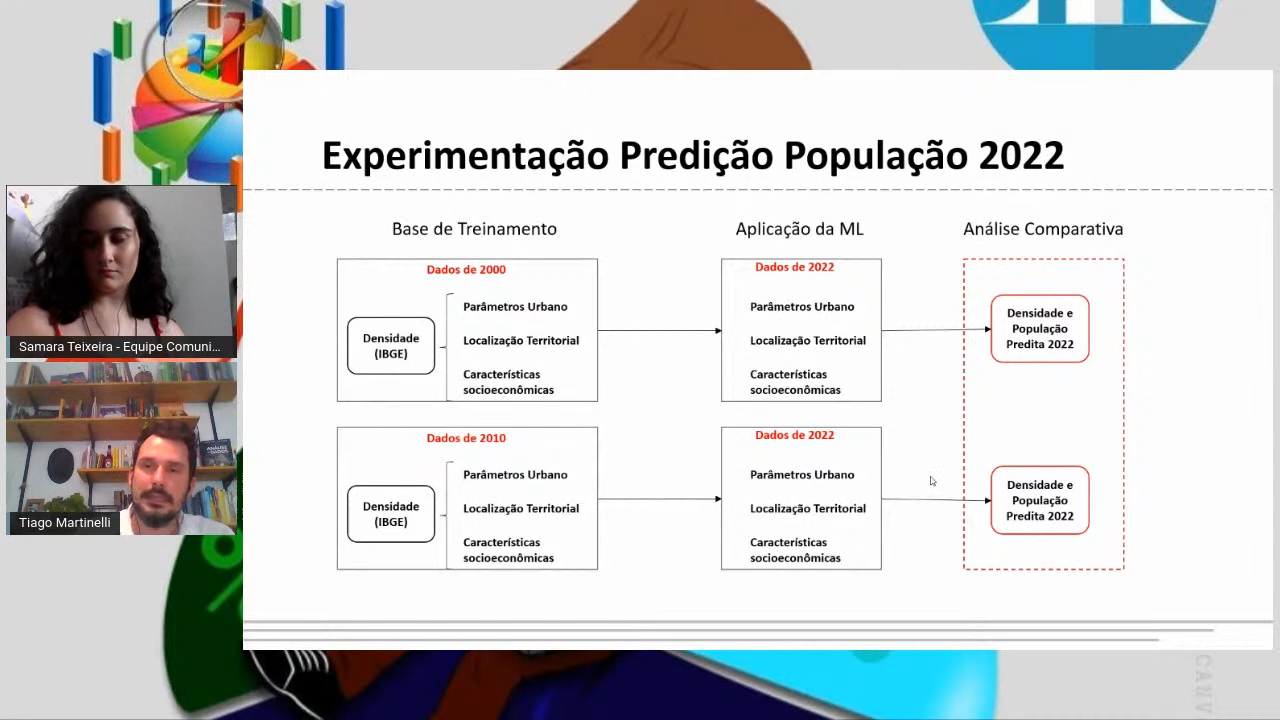 Experimentação Predição População 2022
Base de Treinamento
Aplicação da ML
Análise Comparativa
Dados de 2000
Densidade
(IBGE)
Parâmetros Urbano
Localização Territorial
Características
socioeconômicas
Dados de 2022
Parâmetros Urbano
Localização Territorial
Características
socioeconômicas
Densidade e
População
Predita 2022
Dados de 2010
Densidade
(IBGE)
Parâmetros Urbano
Localização Territorial
Características
socioeconômicas
Dados de 2022
Parâmetros Urbano
Localização Territorial
Características
socioeconômicas
Densidade e
População
Predita 2022
Samara Teixeira - Equipe Comuni...
ANÁLISE
DADOS
Tiago Martinelli
%
CANV